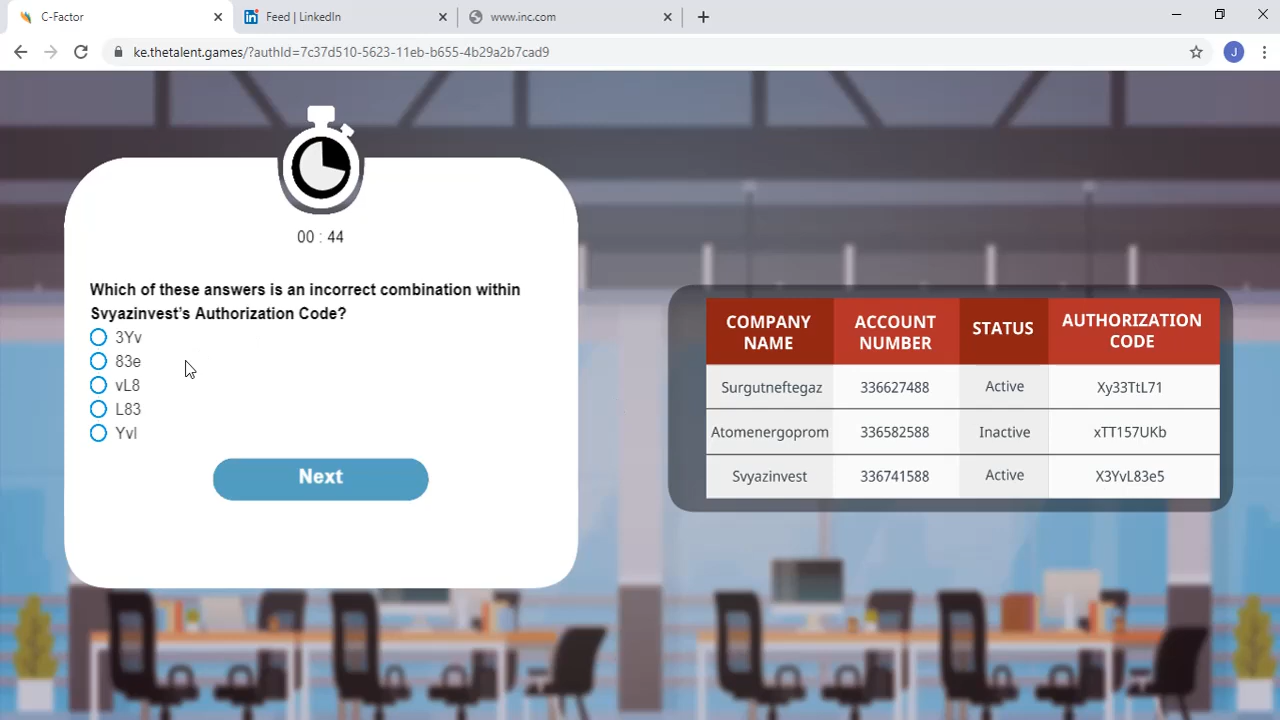 C-Factor
Feed | LinkedIn
www.inc.com
ke.thetalent.games/?authId=7c37d510-5623-11eb-b655-4b29a2b7cad9
J
00 : 44
Which of these answers is an incorrect combination within
Svyazinvest's Authorization Code?
3Yv
83e
vL8
L83
Yvl
Next
COMPANY NAME ACCOUNT NUMBER STATUS AUTHORIZATION CODE
Surgutneftegaz 336627488 Active Xy33TtL71
Atomenergoprom 336582588 Inactive xTT157UKb
Svyazinvest 336741588 Active X3YvL83e5